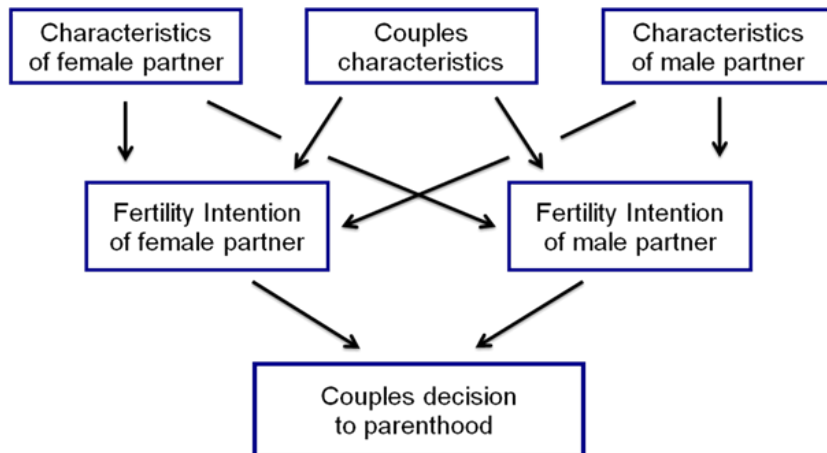 Characteristics
of female partner
Couples
characteristics
Characteristics
of male partner
Fertility Intention
of female partner
Fertility Intention
of male partner
Couples decision
to parenthood